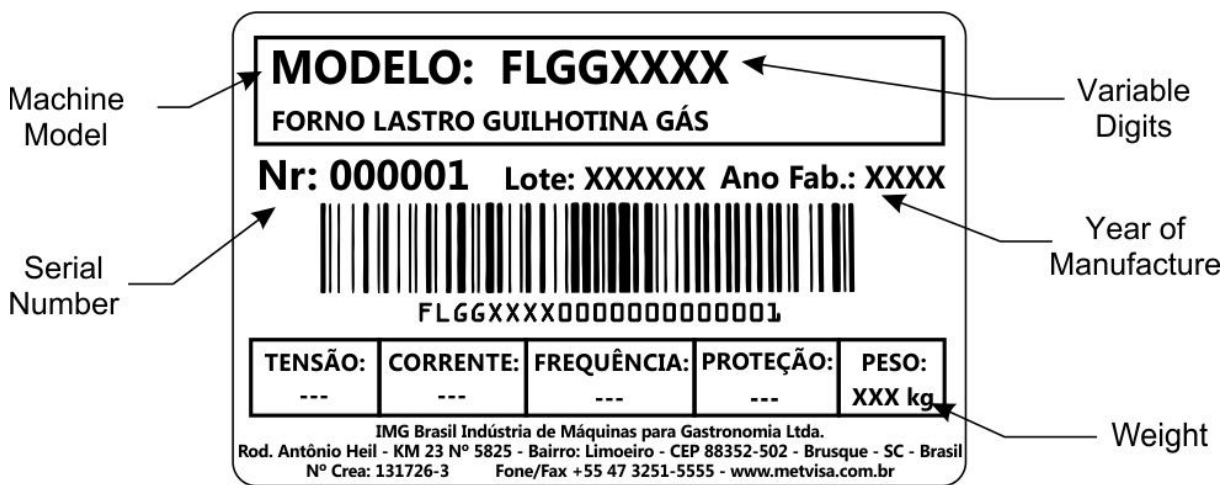 MODELO: FLGGXXXX
FORNO LASTRO GUILHOTINA GÁS
Machine
Model
Variable
Digits
Nr: 000001 Lote: XXXXXX Ano Fab.: XXXX
Serial
Number
Year of
Manufacture
FLGGXXXX0000000000001
TENSÃO: CORRENTE: FREQUÊNCIA: PROTEÇÃO: PESO:
--- --- --- --- XXX kg
Weight
IMG Brasil Indústria de Máquinas para Gastronomia Ltda.
Rod. Antônio Heil - KM 23 Nº 5825 - Bairro: Limoeiro - CEP 88352-502 - Brusque - SC - Brasil
Nº Crea: 131726-3 Fone/Fax +55 47 3251-5555 - www.metvisa.com.br